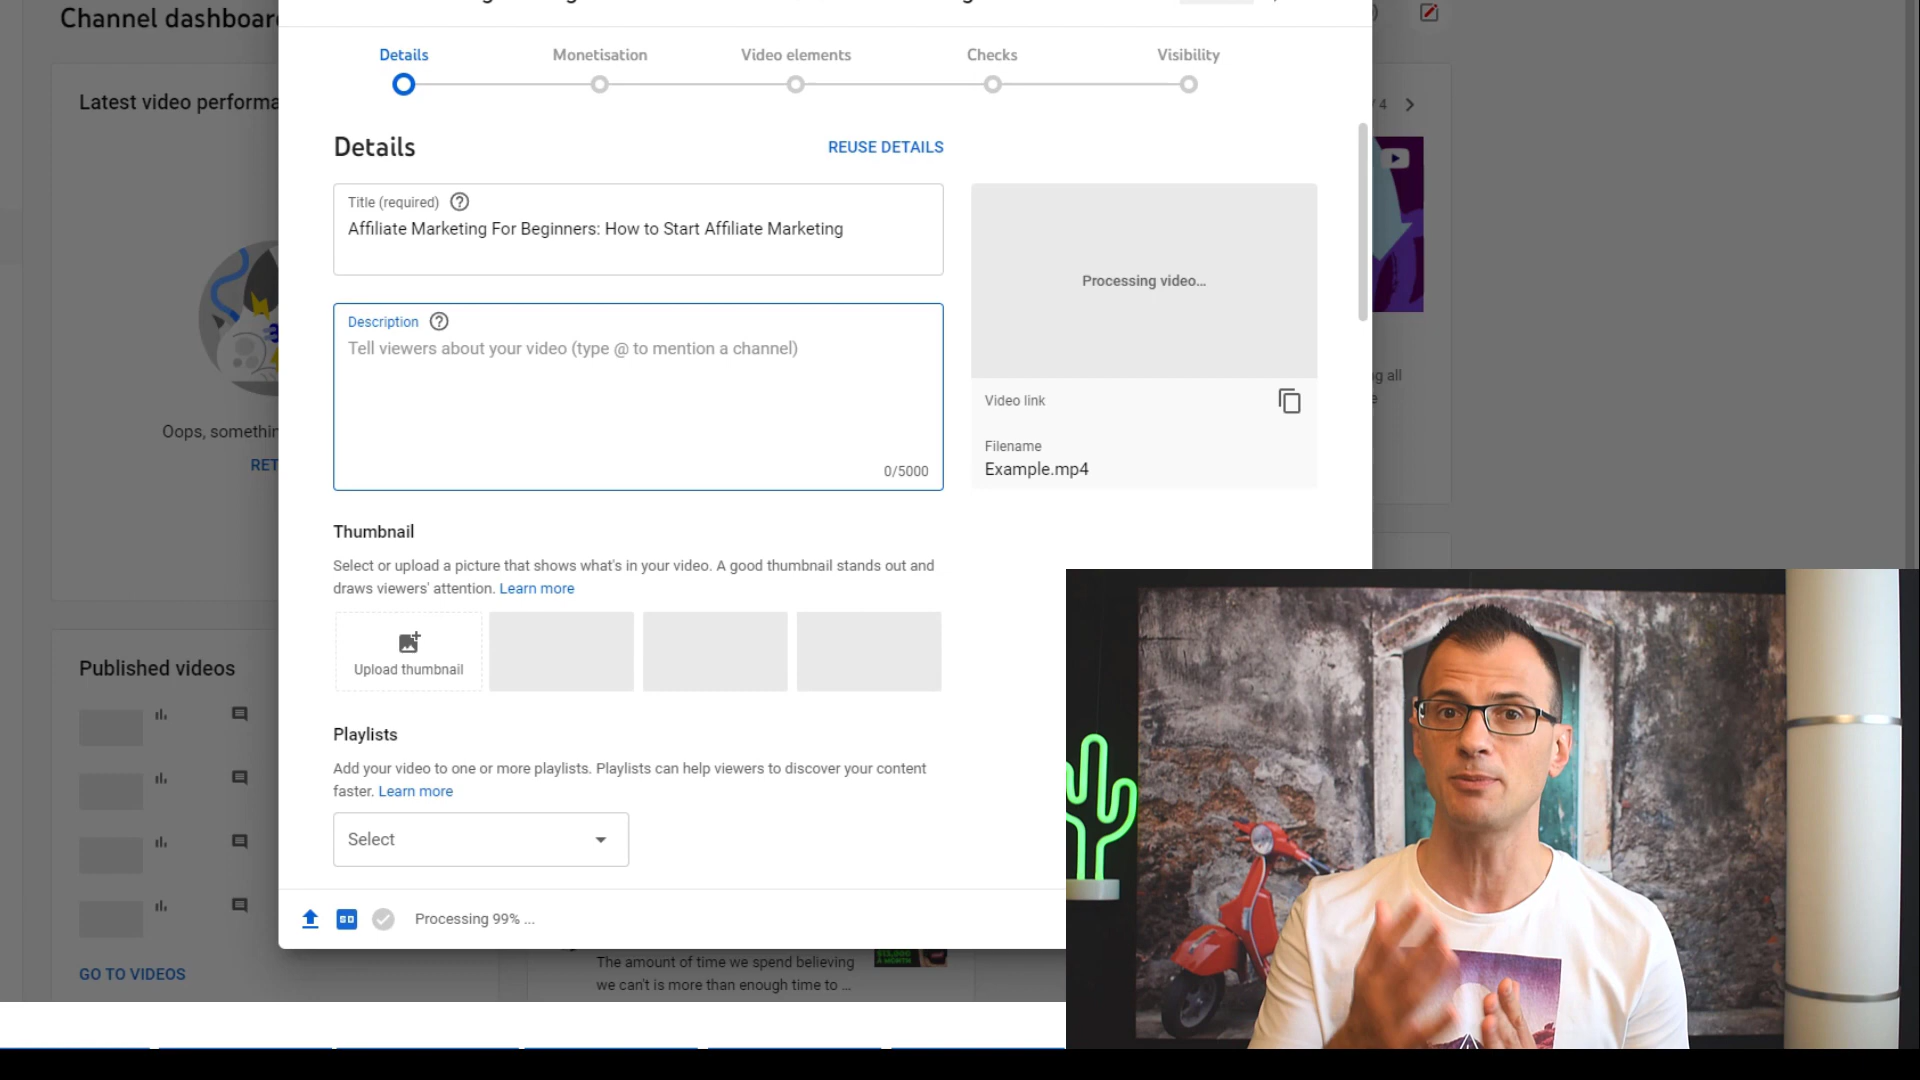 Channel dashboar
Details
Monetisation
Video elements
Checks
Visibility
Latest video performa
/ 4
Details
REUSE DETAILS
Title (required)
Affiliate Marketing For Beginners: How to Start Affiliate Marketing
Processing video...
Description
Tell viewers about your video (type @ to mention a channel)
0/5000
Video link
Filename
Example.mp4
Oops, somethin
RET
Thumbnail
Select or upload a picture that shows what's in your video. A good thumbnail stands out and
draws viewers' attention. Learn more
Upload thumbnail
Published videos
Playlists
Add your video to one or more playlists. Playlists can help viewers to discover your content
faster. Learn more
Select
SD
Processing 99% ...
GO TO VIDEOS
The amount of time we spend believing
we can't is more than enough time to ...